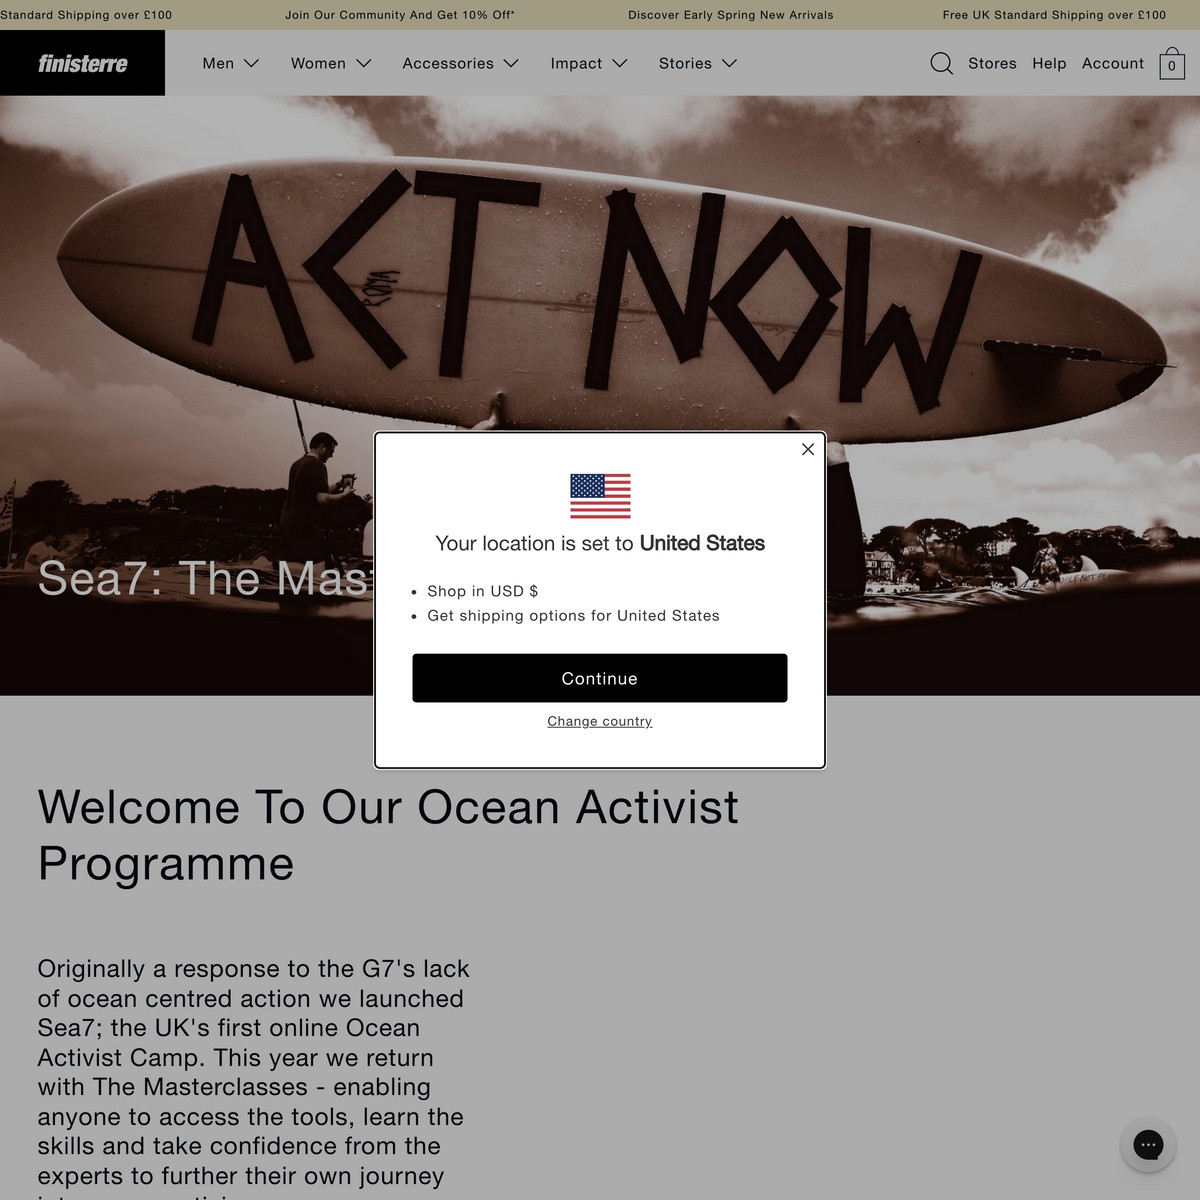 Standard Shipping over £100
Join Our Community And Get 10% Off*
Discover Early Spring New Arrivals
Free UK Standard Shipping over £100
finisterre
Men
Women
Accessories
Impact
Stories
Stores
Help
Account
0
ACT NOW
ROMA
Sea7: The Mas
Your location is set to United States
• Shop in USD $
• Get shipping options for United States
Continue
Change country
Welcome To Our Ocean Activist
Programme
Originally a response to the G7's lack
of ocean centred action we launched
Sea7; the UK's first online Ocean
Activist Camp. This year we return
with The Masterclasses - enabling
anyone to access the tools, learn the
skills and take confidence from the
experts to further their own journey